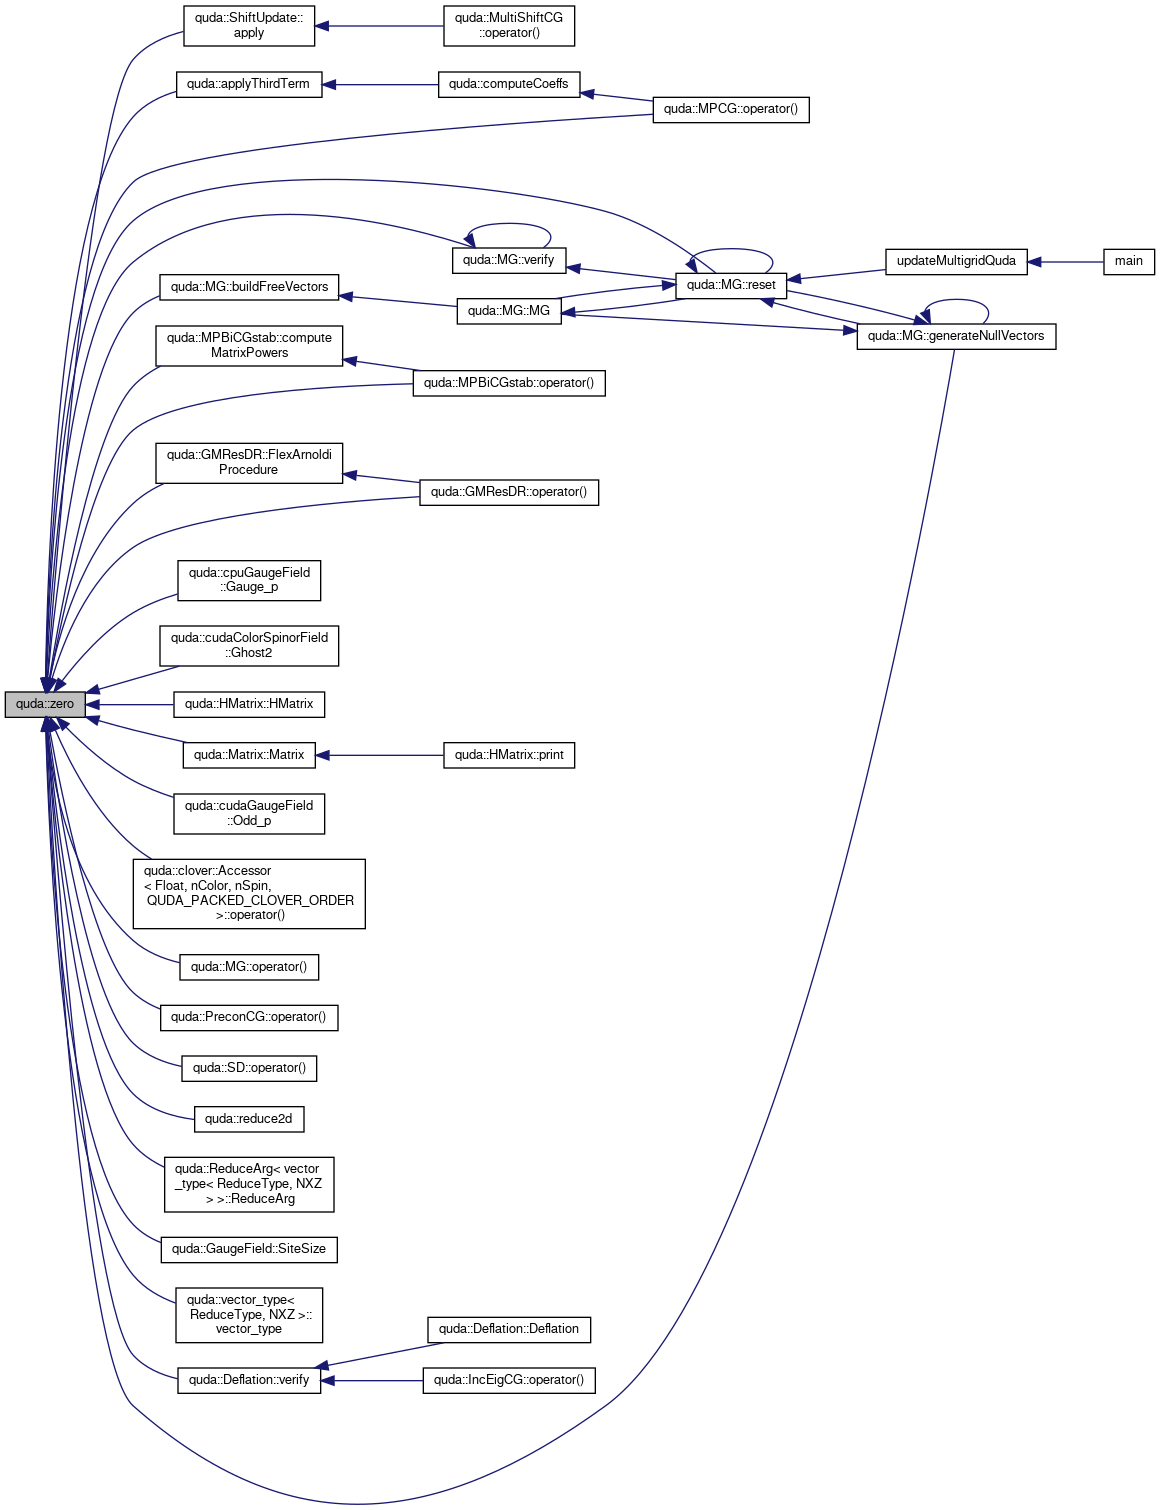 quda::ShiftUpdate::
apply
quda::MultiShiftCG
::operator()
quda::applyThirdTerm
quda::computeCoeffs
quda::MPCG::operator()
quda::MG::verify
quda::MG::reset
updateMultigridQuda
main
quda::MG::buildFreeVectors
quda::MG::MG
quda::MG::generateNullVectors
quda::MPBiCGstab::compute
MatrixPowers
quda::MPBiCGstab::operator()
quda::GMResDR::FlexArnoldi
Procedure
quda::GMResDR::operator()
quda::cpuGaugeField
::Gauge_p
quda::cudaColorSpinorField
::Ghost2
quda::zero
quda::HMatrix::HMatrix
quda::Matrix::Matrix
quda::HMatrix::print
quda::cudaGaugeField
::Odd_p
quda::clover::Accessor
< Float, nColor, nSpin,
QUDA_PACKED_CLOVER_ORDER
>::operator()
quda::MG::operator()
quda::PreconCG::operator()
quda::SD::operator()
quda::reduce2d
quda::ReduceArg< vector
_type< ReduceType, NXZ
> >::ReduceArg
quda::GaugeField::SiteSize
quda::vector_type<
ReduceType, NXZ >::
vector_type
quda::Deflation::Deflation
quda::Deflation::verify
quda::IncEigCG::operator()